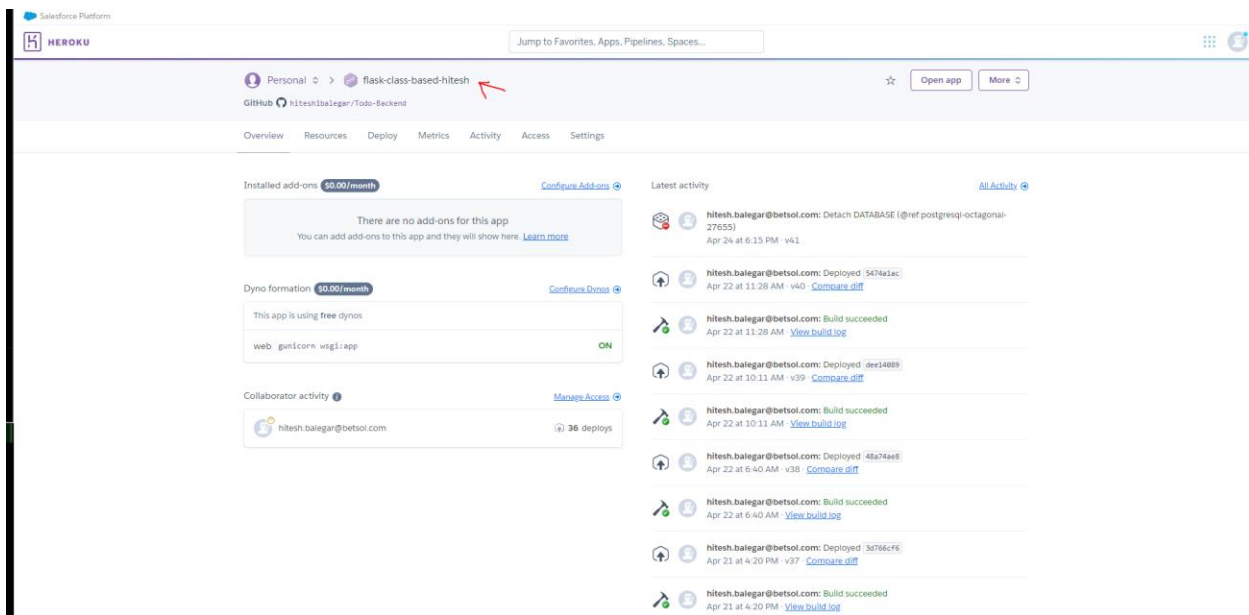 Salesforce Platform
HEROKU
Jump to Favorites, Apps, Pipelines, Spaces...
Personal > flask-class-based-hitesh
Open app
More
GitHub hitesh1balegar/Todo-Backend
Overview Resources Deploy Metrics Activity Access Settings
Installed add-ons $0.00/month
Configure Add-ons
There are no add-ons for this app
You can add add-ons to this app and they will show here. Learn more
Dyno formation $0.00/month
Configure Dynos
This app is using free dynos
web gunicorn wsgi:app ON
Collaborator activity
Manage Access
hitesh.balegar@betsol.com 36 deploys
Latest activity
All Activity
hitesh.balegar@betsol.com: Detach DATABASE (@ref:postgresql-octagonal-
27655)
Apr 24 at 6:15 PM · v41
hitesh.balegar@betsol.com: Deployed 5474a1ac
Apr 22 at 11:28 AM · v40 · Compare diff
hitesh.balegar@betsol.com: Build succeeded
Apr 22 at 11:28 AM · View build log
hitesh.balegar@betsol.com: Deployed dee14089
Apr 22 at 10:11 AM · v39 · Compare diff
hitesh.balegar@betsol.com: Build succeeded
Apr 22 at 10:11 AM · View build log
hitesh.balegar@betsol.com: Deployed 48a74ae8
Apr 22 at 6:40 AM · v38 · Compare diff
hitesh.balegar@betsol.com: Build succeeded
Apr 22 at 6:40 AM · View build log
hitesh.balegar@betsol.com: Deployed 3d766cf6
Apr 21 at 4:20 PM · v37 · Compare diff
hitesh.balegar@betsol.com: Build succeeded
Apr 21 at 4:20 PM · View build log